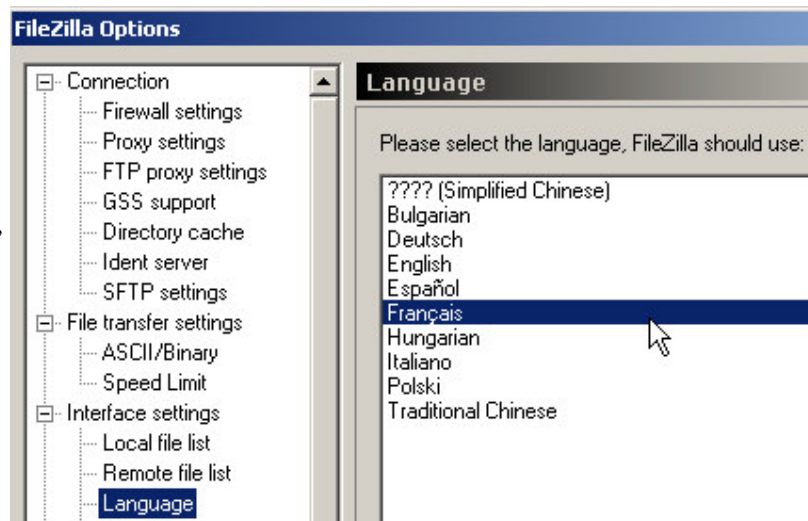 FileZilla Options
Connection
Firewall settings
Proxy settings
FTP proxy settings
GSS support
Directory cache
Ident server
SFTP settings
File transfer settings
ASCII/Binary
Speed Limit
Interface settings
Local file list
Remote file list
Language
Language
Please select the language, FileZilla should use:
???? (Simplified Chinese)
Bulgarian
Deutsch
English
Español
Français
Hungarian
Italiano
Polski
Traditional Chinese